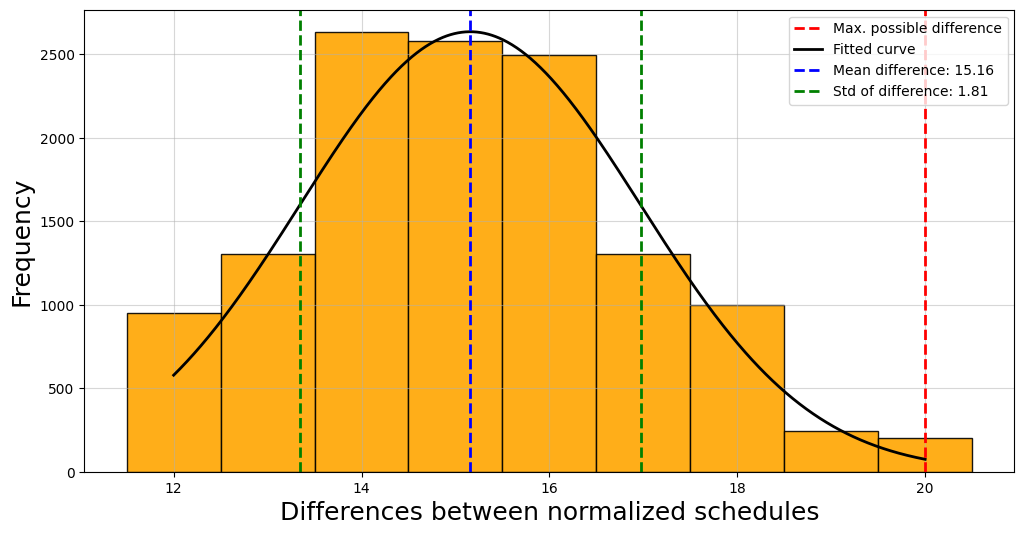 Max. possible difference
Fitted curve
Mean difference: 15.16
Std of difference: 1.81
2500
2000
1500
1000
500
0
Frequency
12 14 16 18 20
Differences between normalized schedules